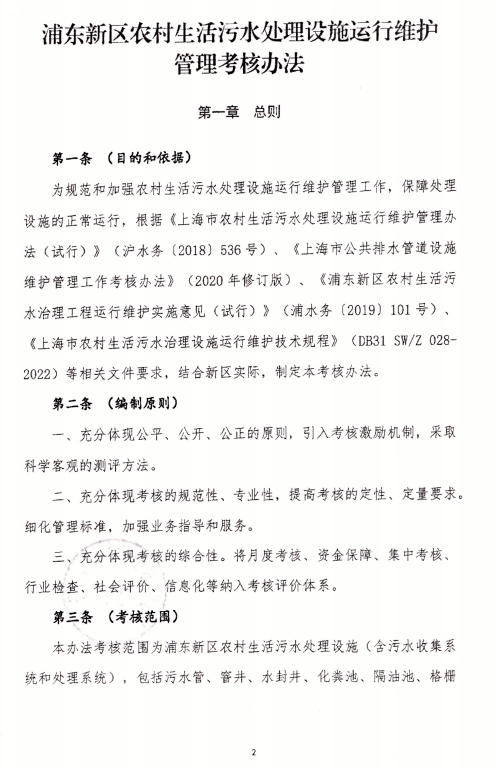 浦东新区农村生活污水处理设施运行维护
管理考核办法
第一章 总则
第一条 （目的和依据）
为规范和加强农村生活污水处理设施运行维护管理工作，保障处理
设施的正常运行，根据《上海市农村生活污水处理设施运行维护管理办
法（试行）》（沪水务〔2018〕536 号）、《上海市公共排水管道设施
维护管理工作考核办法》（2020 年修订版）、《浦东新区农村生活污
水治理工程运行维护实施意见（试行）》（浦水务〔2019〕101 号）、
《上海市农村生活污水治理设施运行维护技术规程》（DB31 SW/Z 028-
2022）等相关文件要求，结合新区实际，制定本考核办法。
第二条 （编制原则）
一、充分体现公平、公开、公正的原则，引入考核激励机制，采取
科学客观的测评方法。
二、充分体现考核的规范性、专业性，提高考核的定性、定量要求。
细化管理标准，加强业务指导和服务。
三、充分体现考核的综合性。将月度考核、资金保障、集中考核、
行业检查、社会评价、信息化等纳入考核评价体系。
第三条 （考核范围）
本办法考核范围为浦东新区农村生活污水处理设施（含污水收集系
统和处理系统），包括污水管、窨井、水封井、化粪池、隔油池、格栅
2